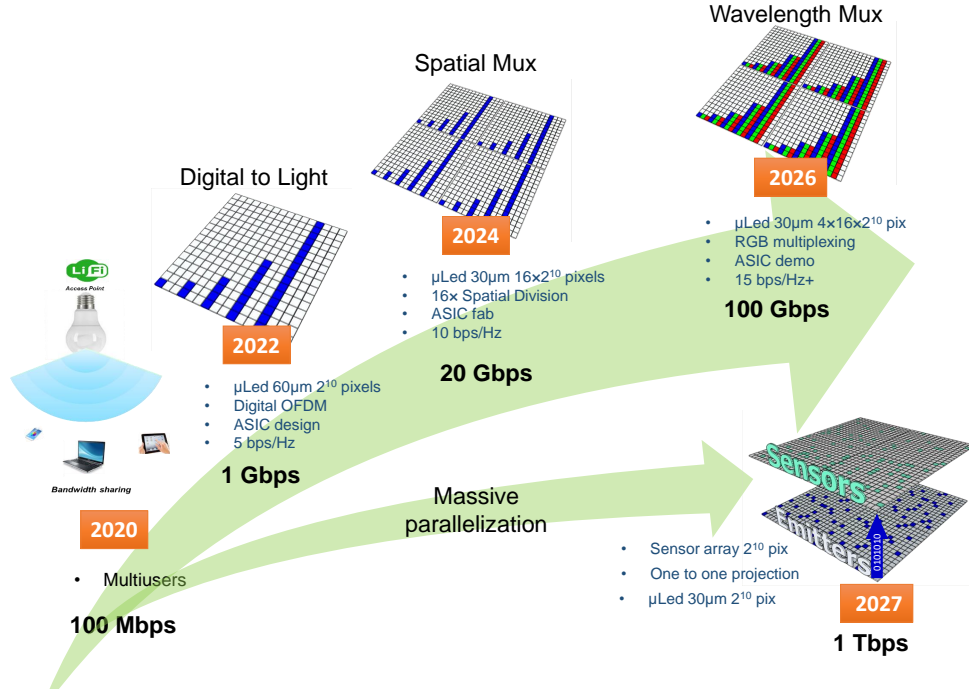 Wavelength Mux
Spatial Mux
Digital to Light
LiFi
Access Point
Bandwidth sharing
2020
• Multiusers
100 Mbps
2022
• µLed 60µm 2¹⁰ pixels
• Digital OFDM
• ASIC design
• 5 bps/Hz
1 Gbps
2024
• µLed 30µm 16×2¹⁰ pixels
• 16× Spatial Division
• ASIC fab
• 10 bps/Hz
20 Gbps
2026
• µLed 30µm 4×16×2¹⁰ pix
• RGB multiplexing
• ASIC demo
• 15 bps/Hz+
100 Gbps
Massive
parallelization
Sensors
Emitters
0101010
• Sensor array 2¹⁰ pix
• One to one projection
• µLed 30µm 2¹⁰ pix
2027
1 Tbps